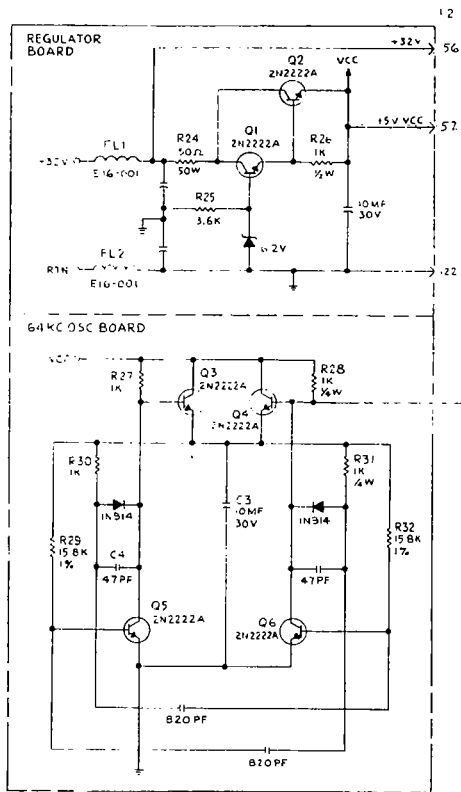 REGULATOR
BOARD
+32V
56
Q2
2N2222A
VCC
+5V VCC
FL1
R24
50Ω
50W
Q1
2N2222A
R26
1K
½W
+32V
E16-001
R25
3.6K
10MF
30V
6.2V
FL2
RTN
E16-001
22
64KC OSC BOARD
R27
1K
Q3
2N2222A
Q4
2N2222A
R28
1K
¼W
R30
1K
R31
1K
¼W
1N914
C3
10MF
30V
1N914
R29
15.8K
1%
R32
15.8K
1%
C4
47PF
47PF
Q5
2N2222A
Q6
2N2222A
820PF
820PF